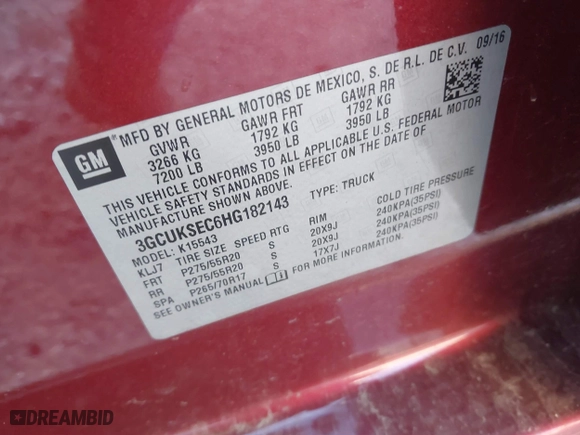 GM
MFD BY GENERAL MOTORS DE MEXICO, S. DE R.L. DE C.V. 09/16
GVWR GAWR FRT GAWR RR
3266 KG 1792 KG 1792 KG
7200 LB 3950 LB 3950 LB
THIS VEHICLE CONFORMS TO ALL APPLICABLE U.S. FEDERAL MOTOR
VEHICLE SAFETY STANDARDS IN EFFECT ON THE DATE OF
MANUFACTURE SHOWN ABOVE.
3GCUKSEC6HG182143 TYPE: TRUCK
MODEL: K15543
KLJ7 TIRE SIZE SPEED RTG RIM COLD TIRE PRESSURE
FRT P275/55R20 S 20X9J 240KPA(35PSI)
RR P275/55R20 S 20X9J 240KPA(35PSI)
SPA P265/70R17 S 17X7J 240KPA(35PSI)
SEE OWNER'S MANUAL FOR MORE INFORMATION.
DREAMBID